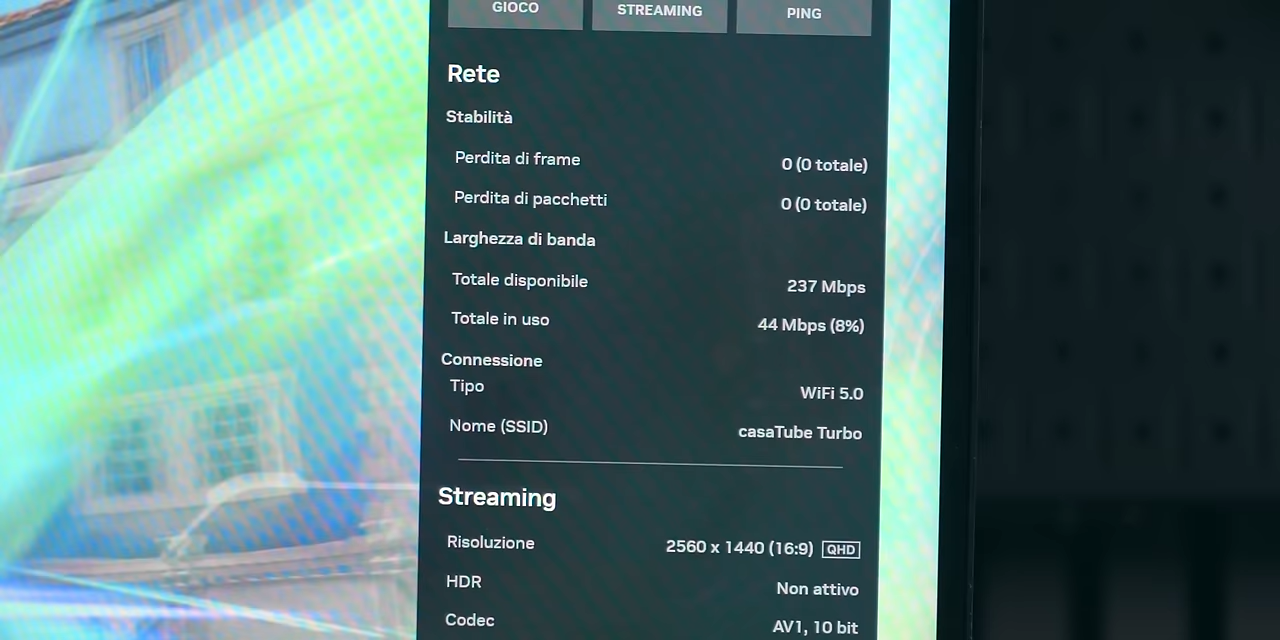 GIOCO STREAMING PING
Rete
Stabilità
Perdita di frame 0 (0 totale)
Perdita di pacchetti 0 (0 totale)
Larghezza di banda
Totale disponibile 237 Mbps
Totale in uso 44 Mbps (8%)
Connessione
Tipo WiFi 5.0
Nome (SSID) casaTube Turbo
Streaming
Risoluzione 2560 x 1440 (16:9) QHD
HDR Non attivo
Codec AV1, 10 bit